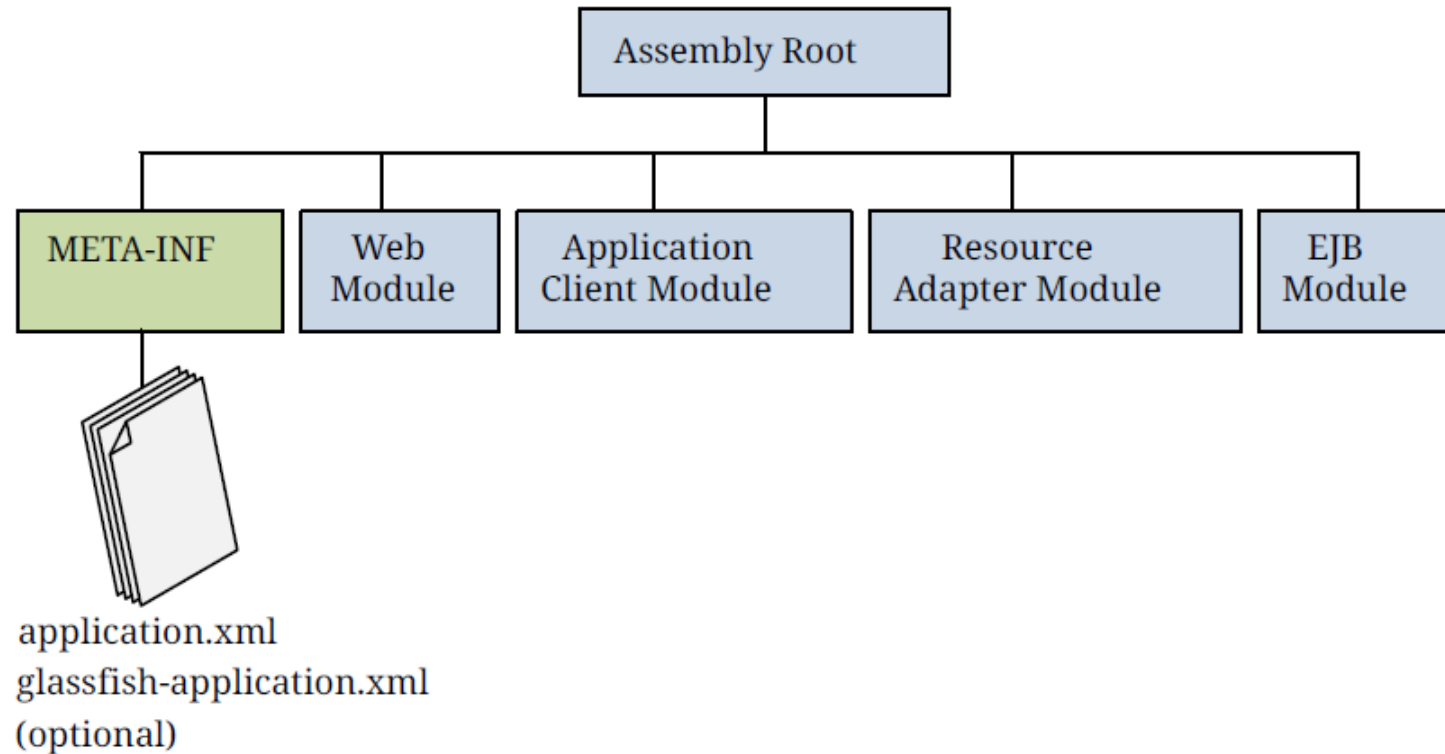 Assembly Root
META-INF
Web
Module
Application
Client Module
Resource
Adapter Module
EJB
Module
application.xml
glassfish-application.xml
(optional)